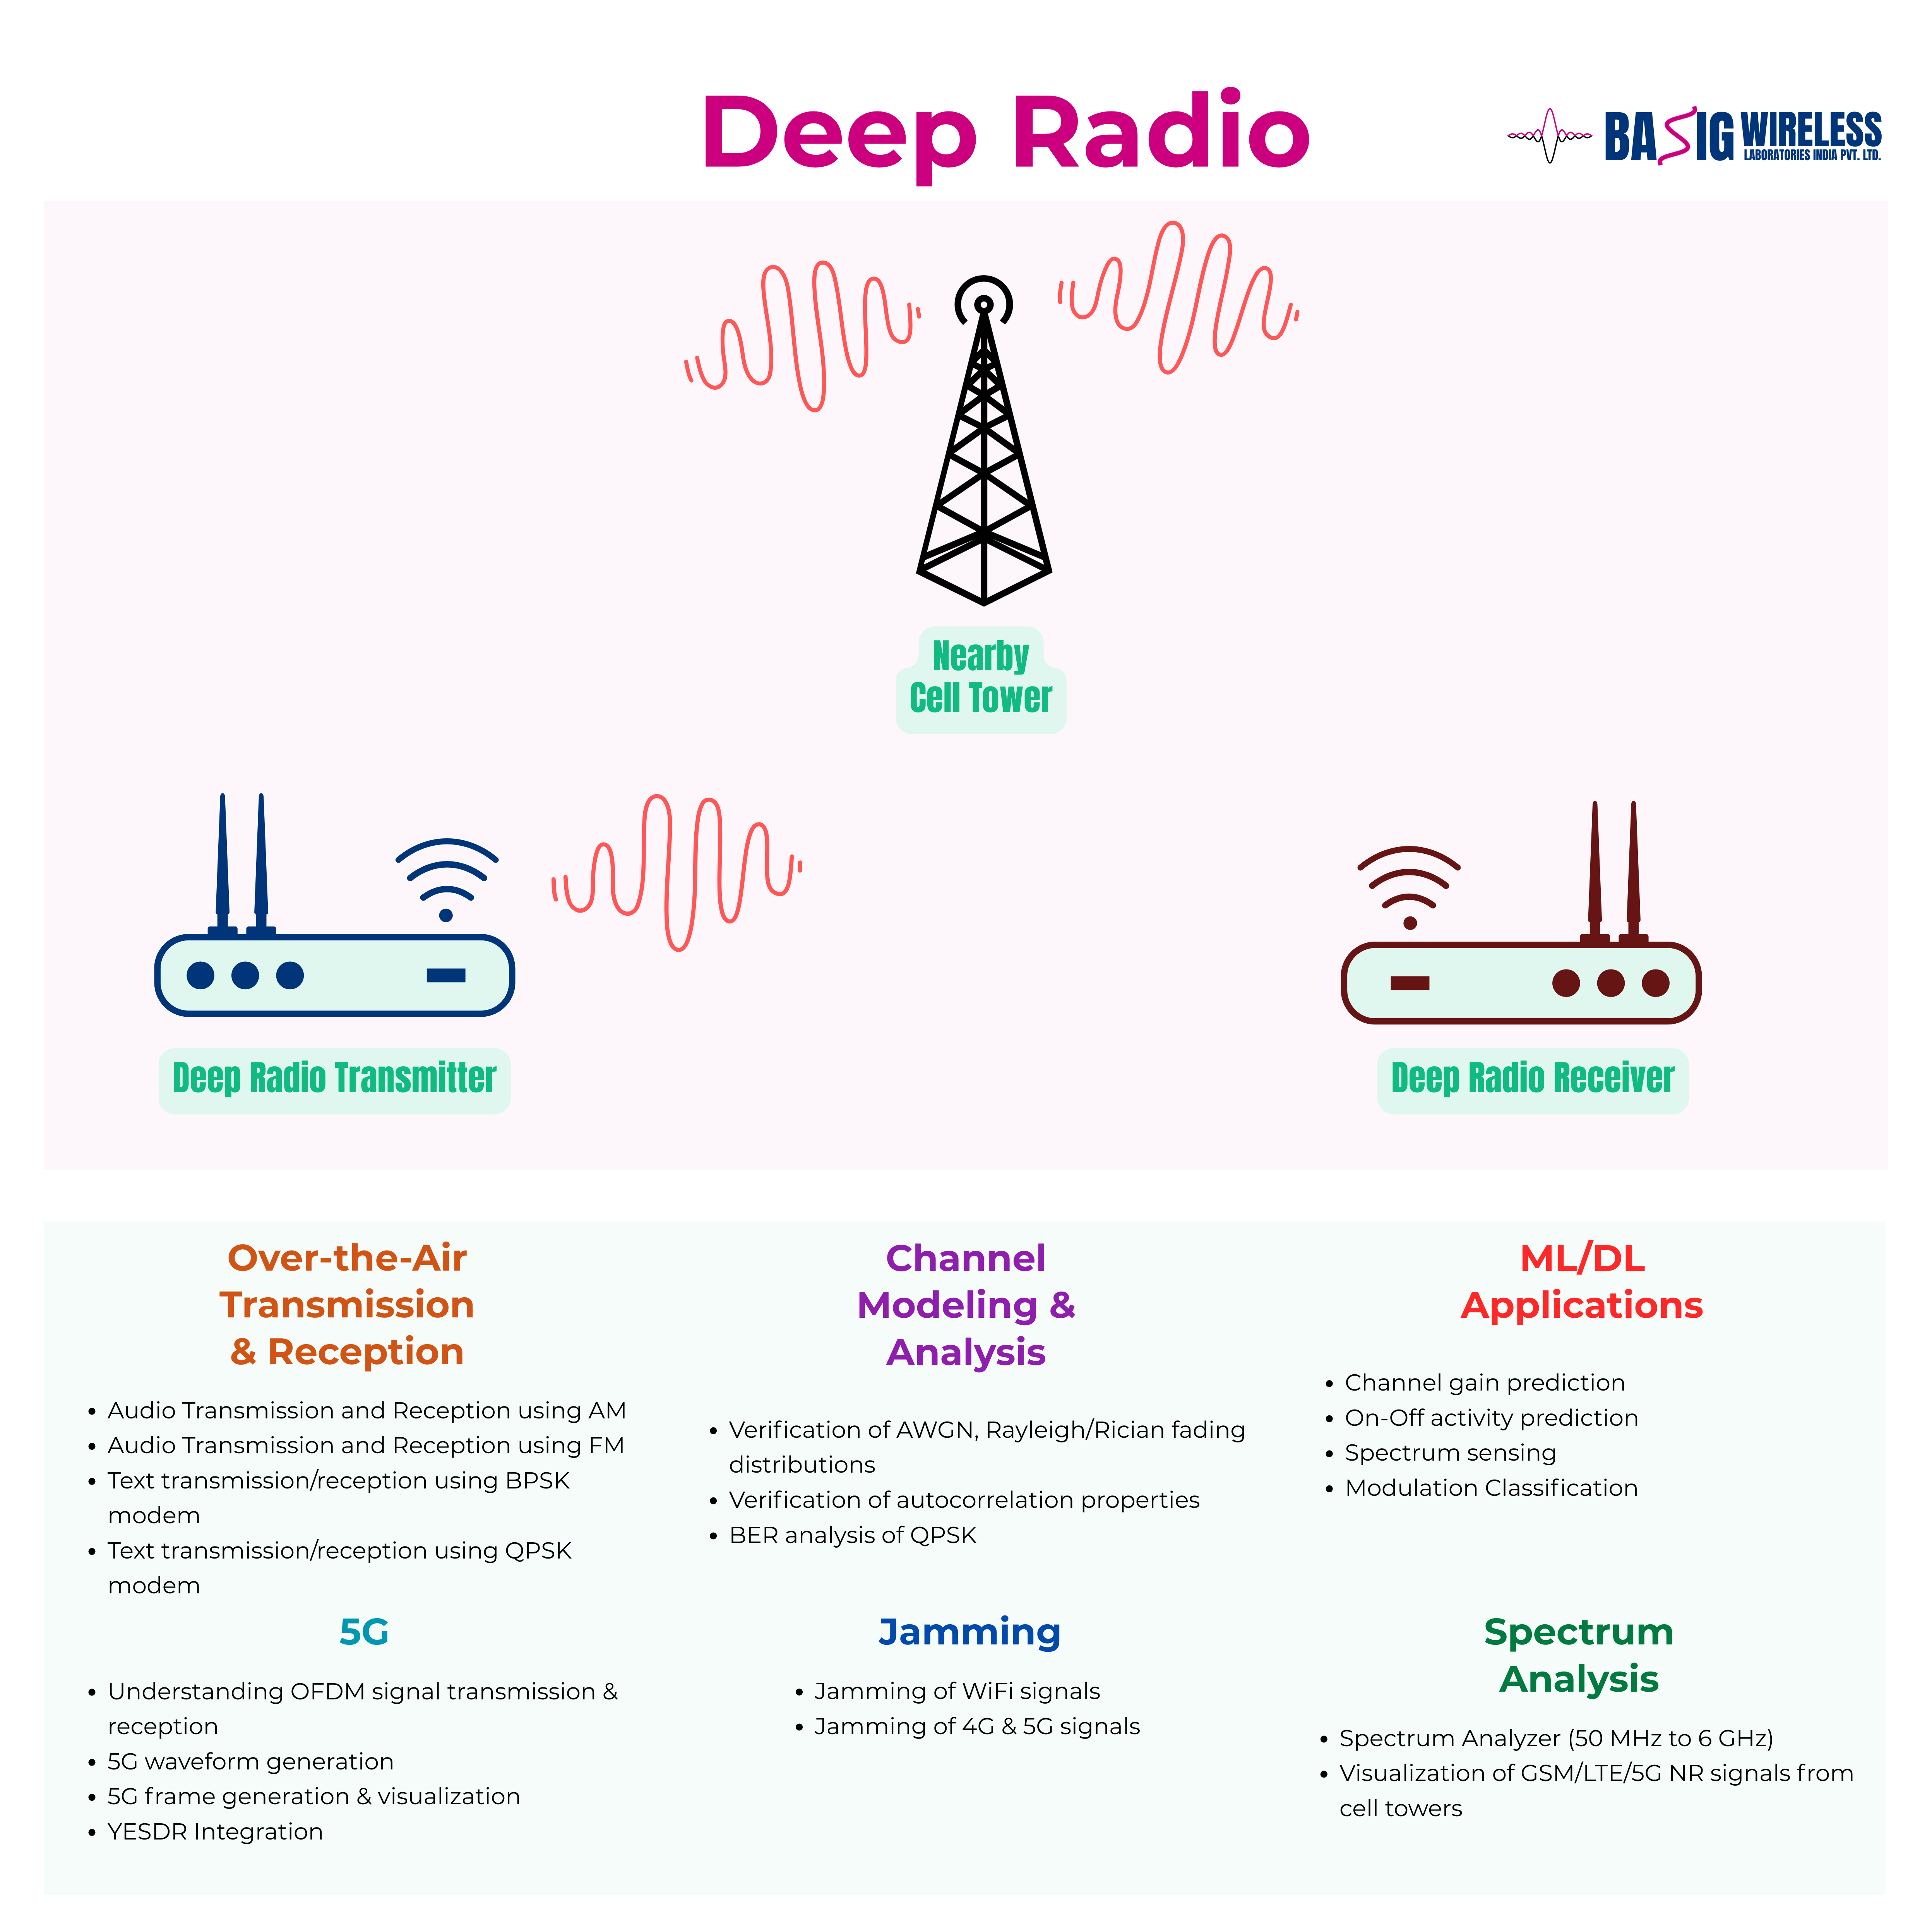 Deep Radio
BASIG WIRELESS
LABORATORIES INDIA PVT. LTD.
Nearby
Cell Tower
Deep Radio Transmitter
Deep Radio Receiver
Over-the-Air
Transmission
& Reception
• Audio Transmission and Reception using AM
• Audio Transmission and Reception using FM
• Text transmission/reception using BPSK
modem
• Text transmission/reception using QPSK
modem
Channel
Modeling &
Analysis
• Verification of AWGN, Rayleigh/Rician fading
distributions
• Verification of autocorrelation properties
• BER analysis of QPSK
ML/DL
Applications
• Channel gain prediction
• On-Off activity prediction
• Spectrum sensing
• Modulation Classification
5G
• Understanding OFDM signal transmission &
reception
• 5G waveform generation
• 5G frame generation & visualization
• YESDR Integration
Jamming
• Jamming of WiFi signals
• Jamming of 4G & 5G signals
Spectrum
Analysis
• Spectrum Analyzer (50 MHz to 6 GHz)
• Visualization of GSM/LTE/5G NR signals from
cell towers